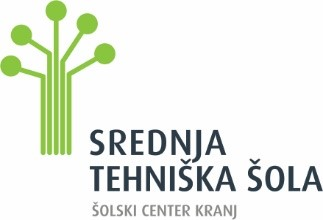 SREDNJA
TEHNIŠKA ŠOLA
ŠOLSKI CENTER KRANJ